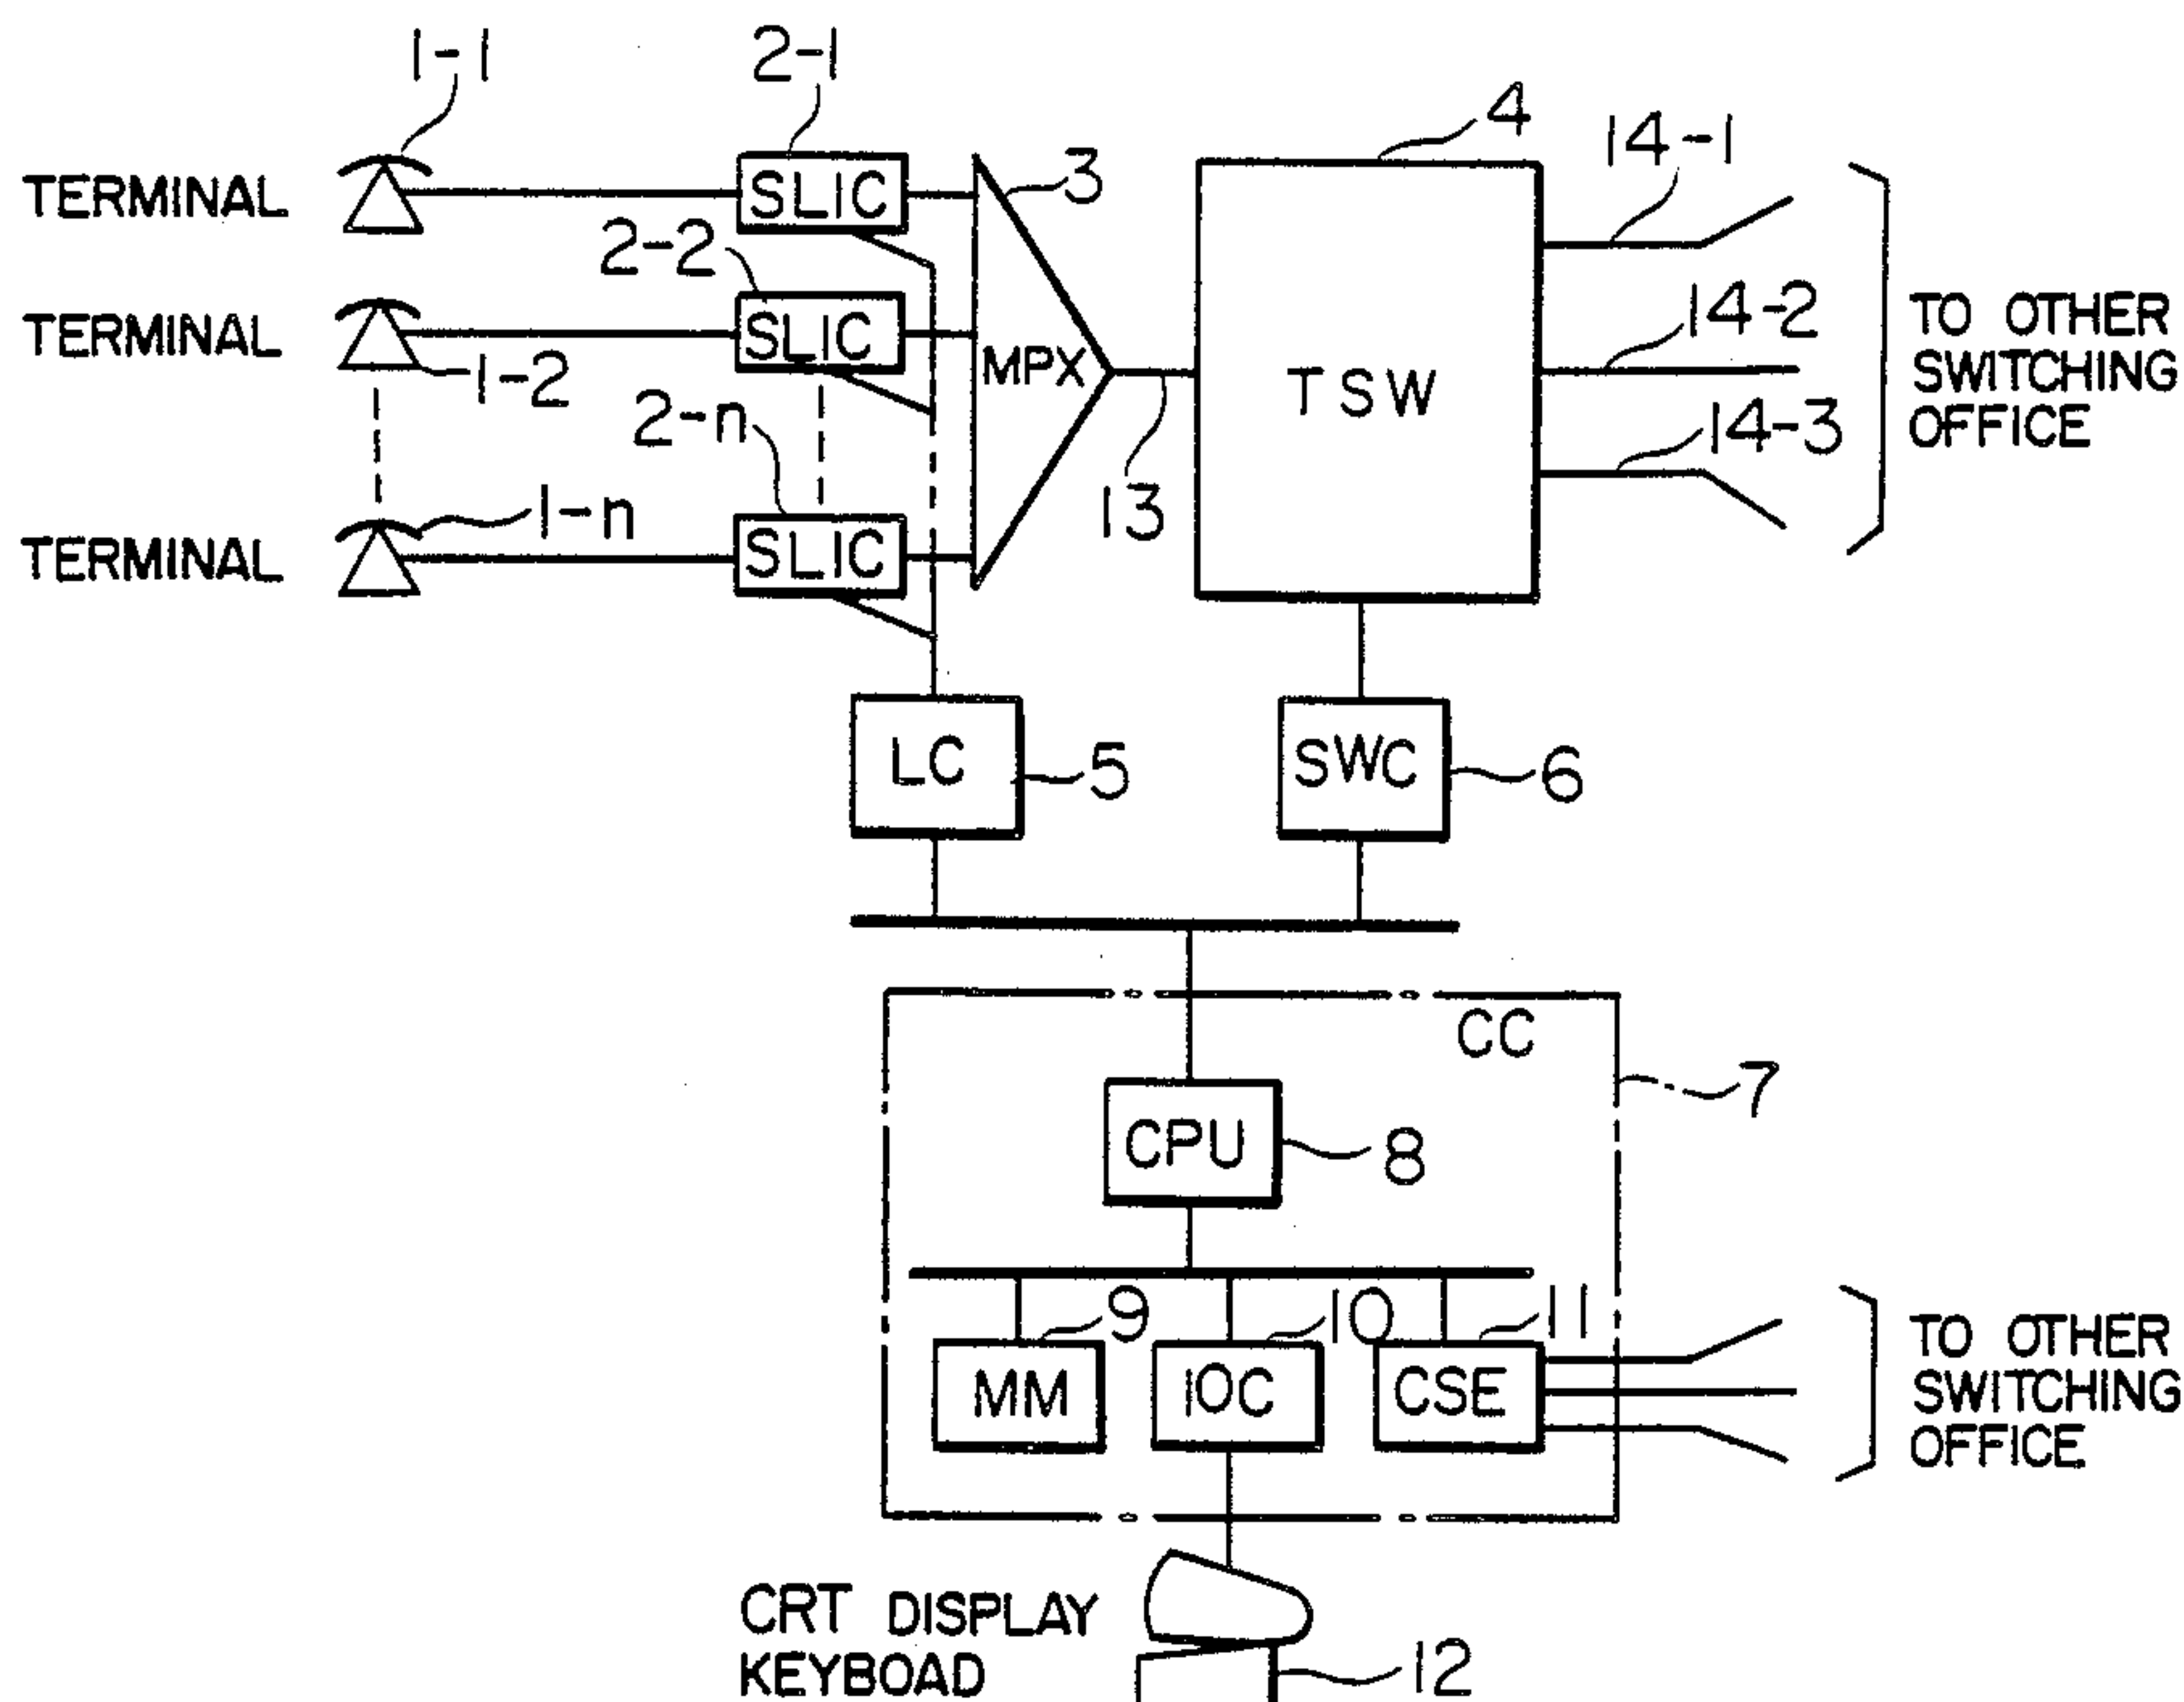 1-1
2-1
4
14-1
TERMINAL
SLIC
3
2-2
TERMINAL
SLIC
MPX
TSW
14-2
TO OTHER
SWITCHING
OFFICE
1-2
2-n
14-3
13
1-n
TERMINAL
SLIC
LC
5
SWC
6
CC
7
CPU
8
9
10
11
MM
IOC
CSE
TO OTHER
SWITCHING
OFFICE
CRT DISPLAY
KEYBOAD
12